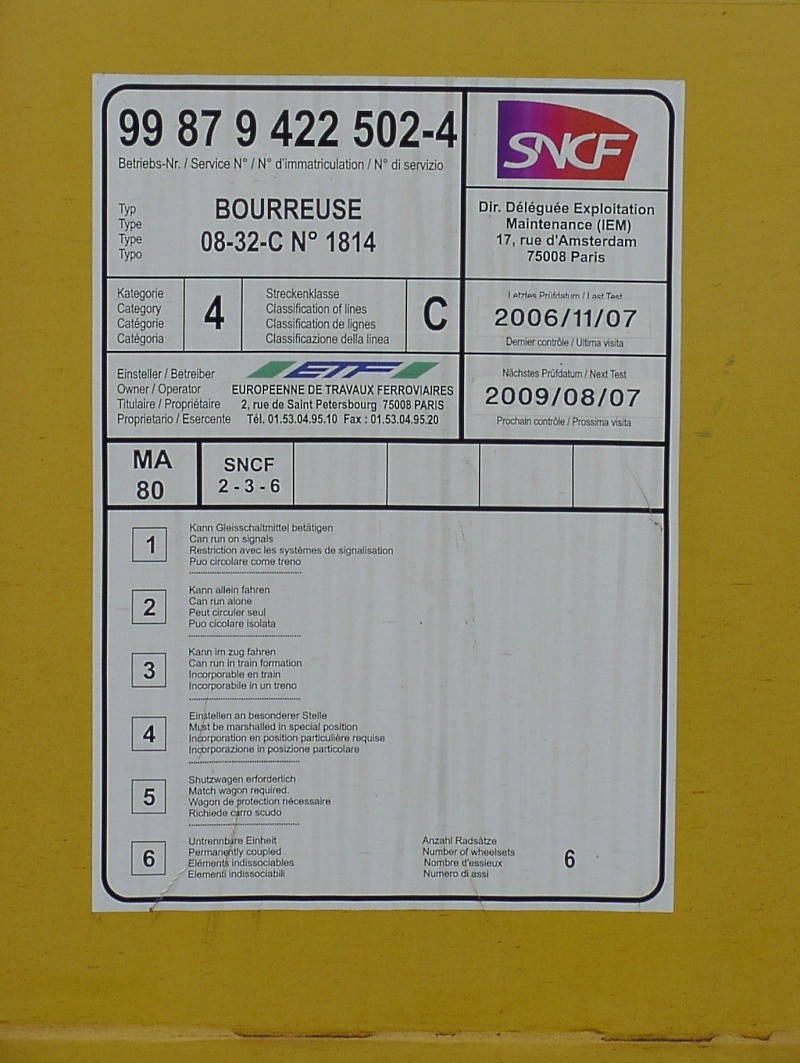 99 87 9 422 502-4
Betriebs-Nr. / Service N° / N° d'immatriculation / N° di servizio
SNCF
Typ
Type
Type
Typo
BOURREUSE
08-32-C N° 1814
Dir. Déléguée Exploitation
Maintenance (IEM)
17, rue d'Amsterdam
75008 Paris
Kategorie
Category
Catégorie
Catégoria
4
Streckenklasse
Classification of lines
Classification de lignes
Classificazione della linea
C
Letztes Prüfdatum / Last Test
2006/11/07
Dernier contrôle / Ultima visita
Einsteller / Betreiber
Owner / Operator
Titulaire / Propriétaire
Proprietario / Esercente
ETF
EUROPEENNE DE TRAVAUX FERROVIAIRES
2, rue de Saint Petersbourg 75008 PARIS
Tél. 01.53.04.95.10 Fax : 01.53.04.95.20
Nächstes Prüfdatum / Next Test
2009/08/07
Prochain contrôle / Prossima visita
MA
80
SNCF
2 - 3 - 6
1
Kann Gleisschaltmittel betätigen
Can run on signals
Restriction avec les systèmes de signalisation
Puo circolare come treno
2
Kann allein fahren
Can run alone
Peut circuler seul
Puo cicolare isolata
3
Kann im zug fahren
Can run in train formation
Incorporable en train
Incorporabile in un treno
4
Einstellen an besonderer Stelle
Must be marshalled in special position
Incorporation en position particulière requise
Incorporazione in posizione particolare
5
Shutzwagen erforderlich
Match wagon required.
Wagon de protection nécessaire
Richiede carro scudo
6
Untrennbare Einheit
Permanently coupled
Eléments indissociables
Elementi indissociabili
Anzahl Radsätze
Number of wheelsets
Nombre d'essieux
Numero di assi
6